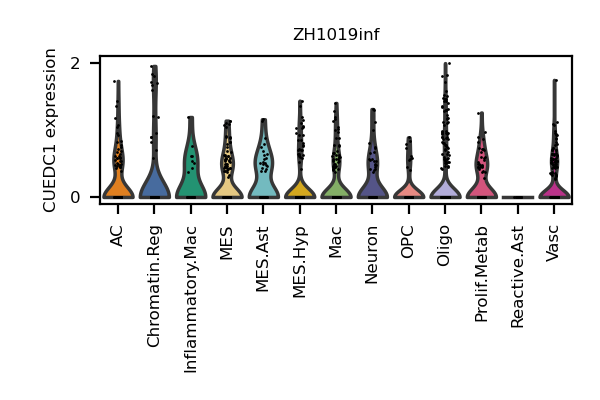 ZH1019inf
CUEDC1 expression
2
0
AC
Chromatin.Reg
Inflammatory.Mac
MES
MES.Ast
MES.Hyp
Mac
Neuron
OPC
Oligo
Prolif.Metab
Reactive.Ast
Vasc